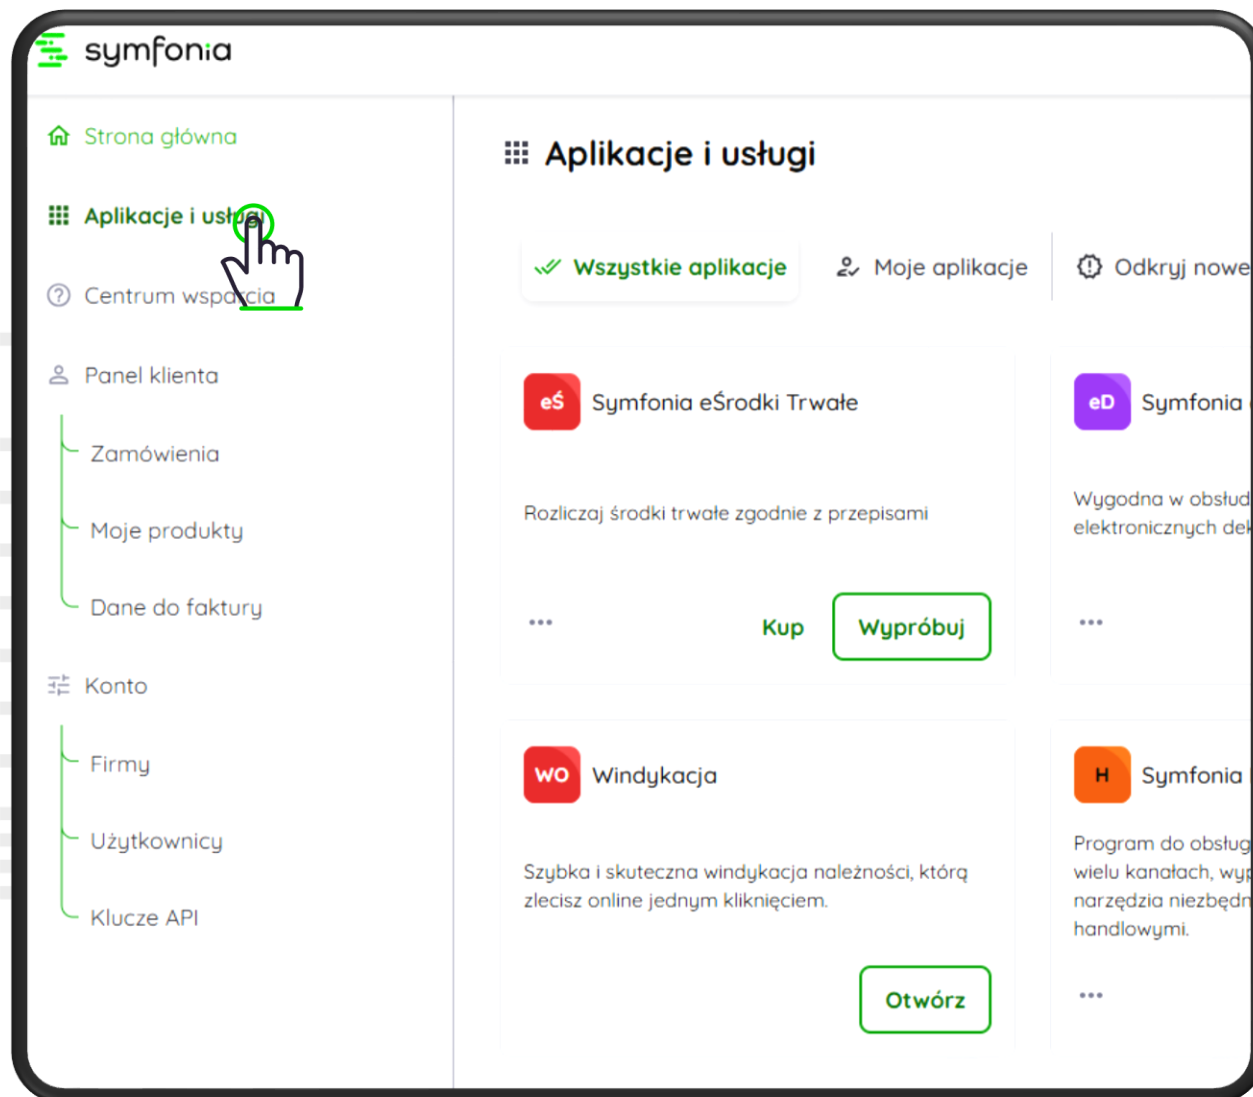 symfonia
Strona główna
Aplikacje i usługi
Centrum wsparcia
Panel klienta
Zamówienia
Moje produkty
Dane do faktury
Konto
Firmy
Użytkownicy
Klucze API
Aplikacje i usługi
Wszystkie aplikacje
Moje aplikacje
Odkryj nowe
eŚ
Symfonia eŚrodki Trwałe
Rozliczaj środki trwałe zgodnie z przepisami
Kup
Wypróbuj
eD
Symfonia
Wygodna w obsłud
elektronicznych dek
WO
Windykacja
Szybka i skuteczna windykacja należności, którą
zlecisz online jednym kliknięciem.
Otwórz
H
Symfonia
Program do obsług
wielu kanałach, wyp
narzędzia niezbędn
handlowymi.